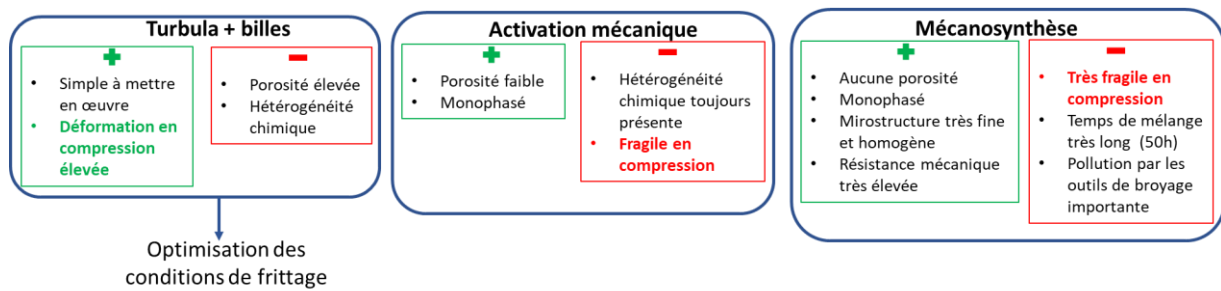 Turbula + billes
Simple à mettre
en œuvre
Déformation en
compression
élevée
Porosité élevée
Hétérogénéité
chimique
Optimisation des
conditions de frittage
Activation mécanique
Porosité faible
Monophasé
Hétérogénéité
chimique toujours
présente
Fragile en
compression
Mécanosynthèse
Aucune porosité
Monophasé
Mirostructure très fine
et homogène
Résistance mécanique
très élevée
Très fragile en
compression
Temps de mélange
très long (50h)
Pollution par les
outils de broyage
importante